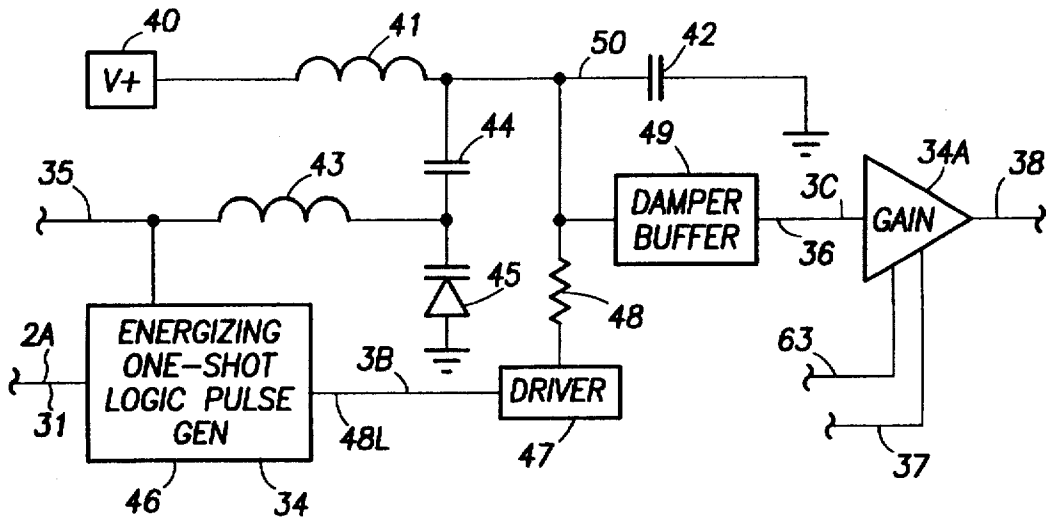 40
41
50
42
V+
44
49
34A
35
43
3C
38
DAMPER
BUFFER
GAIN
36
45
48
ENERGIZING
ONE-SHOT
LOGIC PULSE
GEN
2A
31
3B
63
DRIVER
48L
47
37
46
34